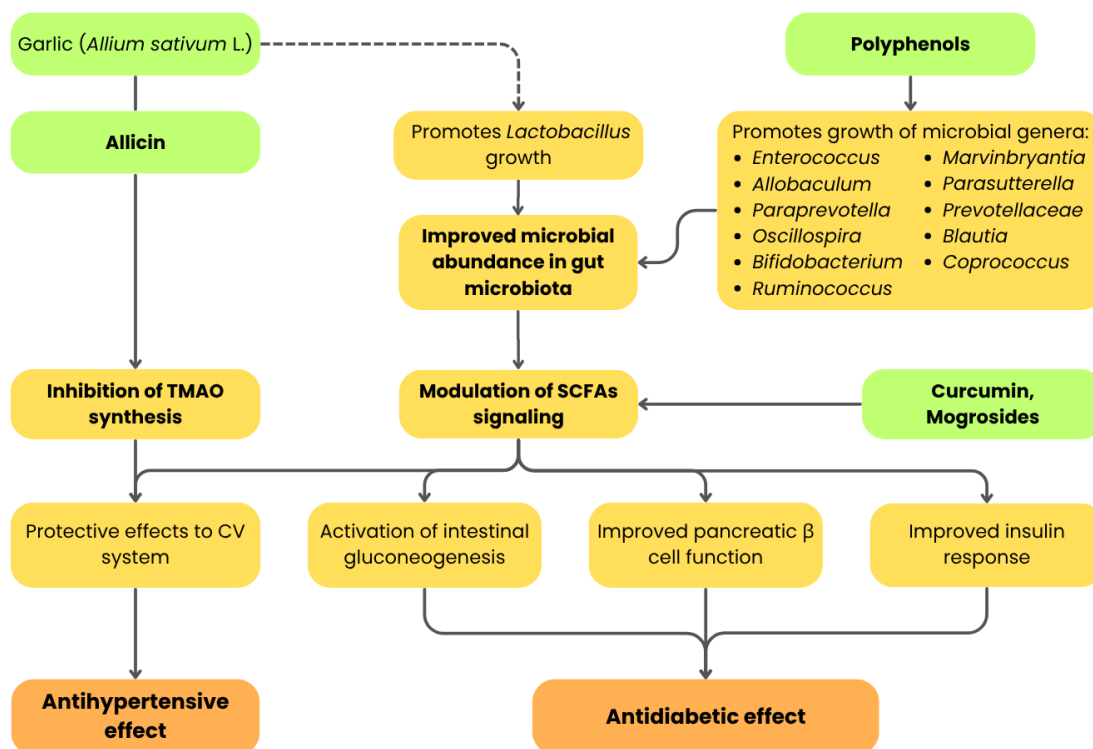 Garlic (Allium sativum L.)
Polyphenols
Allicin
Promotes Lactobacillus
growth
Promotes growth of microbial genera:
• Enterococcus
• Allobaculum
• Paraprevotella
• Oscillospira
• Bifidobacterium
• Ruminococcus
• Marvinbryantia
• Parasutterella
• Prevotellaceae
• Blautia
• Coprococcus
Improved microbial
abundance in gut
microbiota
Inhibition of TMAO
synthesis
Modulation of SCFAs
signaling
Curcumin,
Mogrosides
Protective effects to CV
system
Activation of intestinal
gluconeogenesis
Improved pancreatic β
cell function
Improved insulin
response
Antihypertensive
effect
Antidiabetic effect